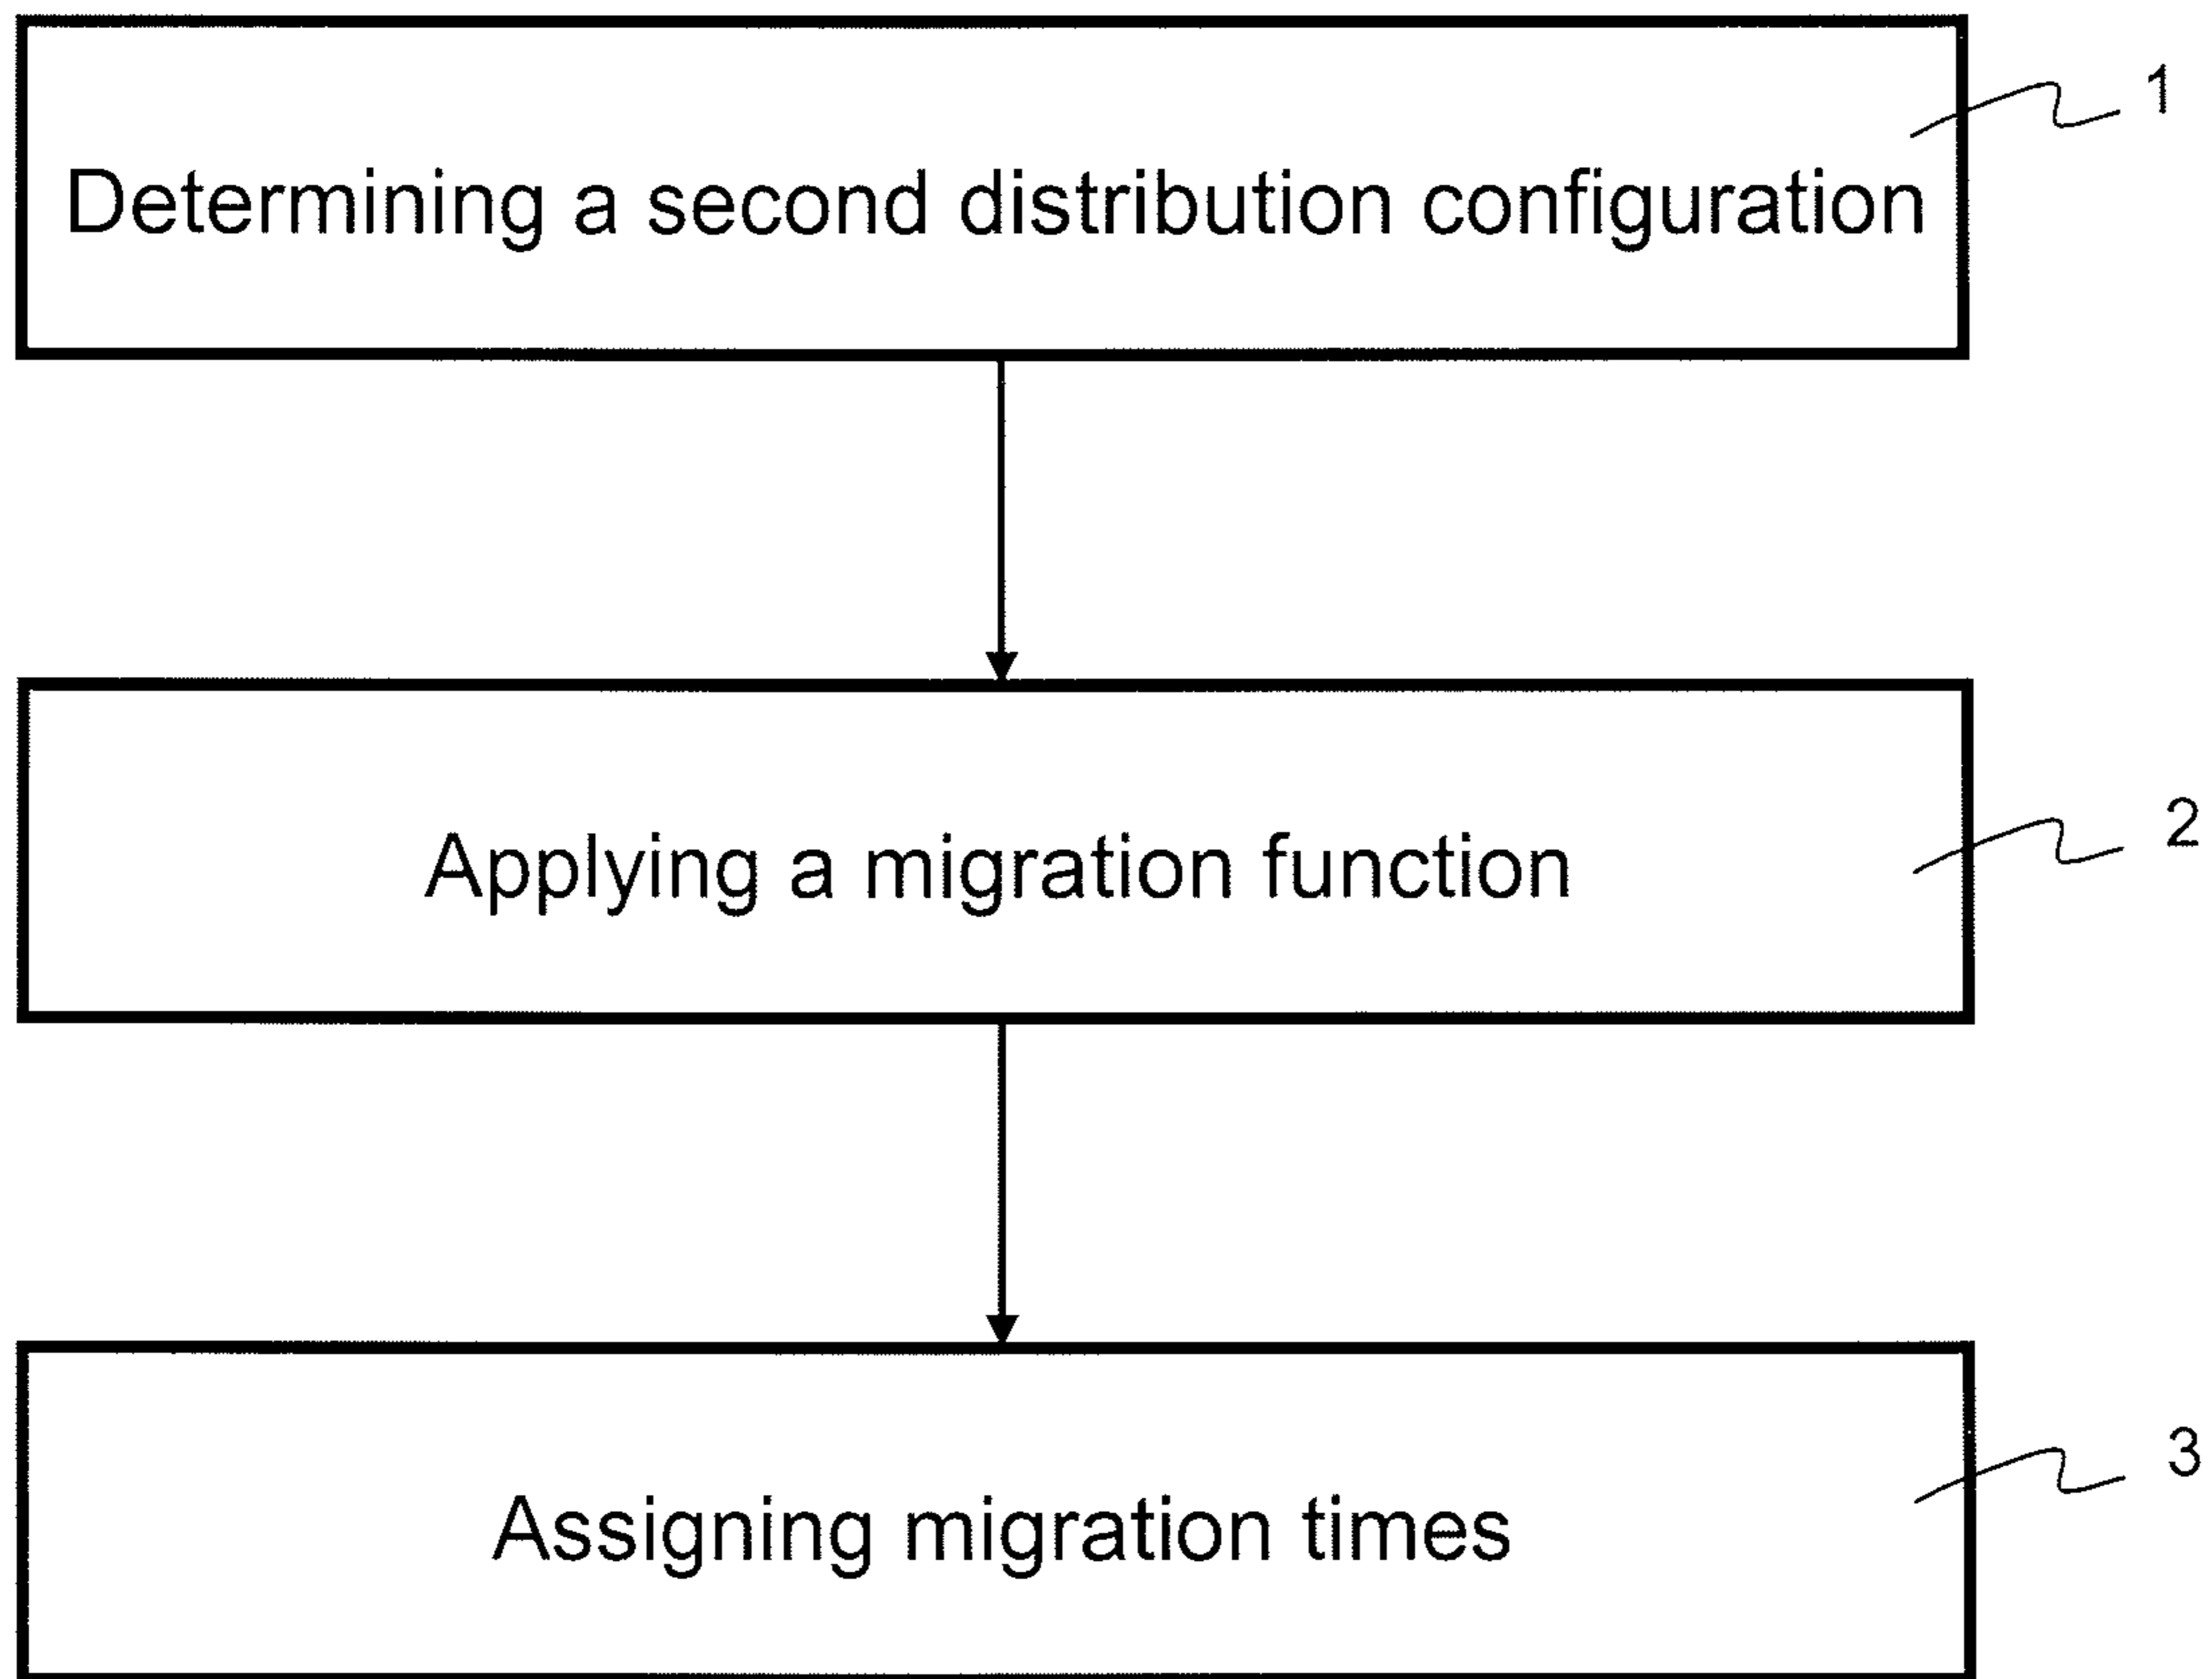 1
Determining a second distribution configuration
2
Applying a migration function
3
Assigning migration times